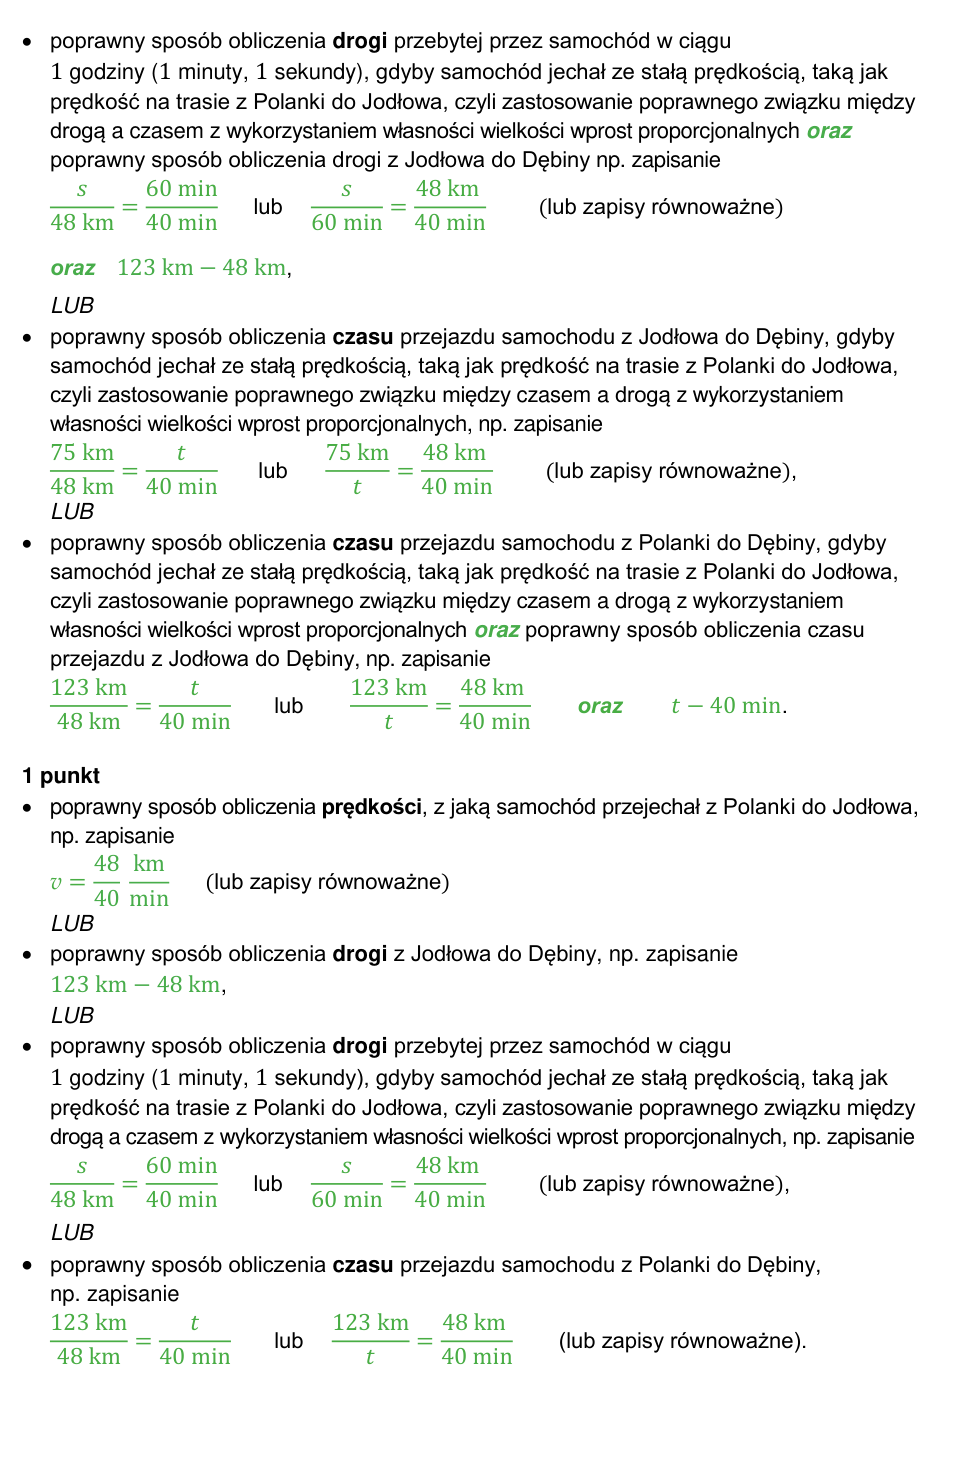 • poprawny sposób obliczenia drogi przebytej przez samochód w ciągu
1 godziny (1 minuty, 1 sekundy), gdyby samochód jechał ze stałą prędkością, taką jak
prędkość na trasie z Polanki do Jodłowa, czyli zastosowanie poprawnego związku między
drogą a czasem z wykorzystaniem własności wielkości wprost proporcjonalnych oraz
poprawny sposób obliczenia drogi z Jodłowa do Dębiny np. zapisanie
s/48 km = 60 min/40 min lub s/60 min = 48 km/40 min (lub zapisy równoważne)
oraz 123 km − 48 km,
LUB
• poprawny sposób obliczenia czasu przejazdu samochodu z Jodłowa do Dębiny, gdyby
samochód jechał ze stałą prędkością, taką jak prędkość na trasie z Polanki do Jodłowa,
czyli zastosowanie poprawnego związku między czasem a drogą z wykorzystaniem
własności wielkości wprost proporcjonalnych, np. zapisanie
75 km/48 km = t/40 min lub 75 km/t = 48 km/40 min (lub zapisy równoważne),
LUB
• poprawny sposób obliczenia czasu przejazdu samochodu z Polanki do Dębiny, gdyby
samochód jechał ze stałą prędkością, taką jak prędkość na trasie z Polanki do Jodłowa,
czyli zastosowanie poprawnego związku między czasem a drogą z wykorzystaniem
własności wielkości wprost proporcjonalnych oraz poprawny sposób obliczenia czasu
przejazdu z Jodłowa do Dębiny, np. zapisanie
123 km/48 km = t/40 min lub 123 km/t = 48 km/40 min oraz t − 40 min.
1 punkt
• poprawny sposób obliczenia prędkości, z jaką samochód przejechał z Polanki do Jodłowa,
np. zapisanie
v = 48/40 km/min (lub zapisy równoważne)
LUB
• poprawny sposób obliczenia drogi z Jodłowa do Dębiny, np. zapisanie
123 km − 48 km,
LUB
• poprawny sposób obliczenia drogi przebytej przez samochód w ciągu
1 godziny (1 minuty, 1 sekundy), gdyby samochód jechał ze stałą prędkością, taką jak
prędkość na trasie z Polanki do Jodłowa, czyli zastosowanie poprawnego związku między
drogą a czasem z wykorzystaniem własności wielkości wprost proporcjonalnych, np. zapisanie
s/48 km = 60 min/40 min lub s/60 min = 48 km/40 min (lub zapisy równoważne),
LUB
• poprawny sposób obliczenia czasu przejazdu samochodu z Polanki do Dębiny,
np. zapisanie
123 km/48 km = t/40 min lub 123 km/t = 48 km/40 min (lub zapisy równoważne).